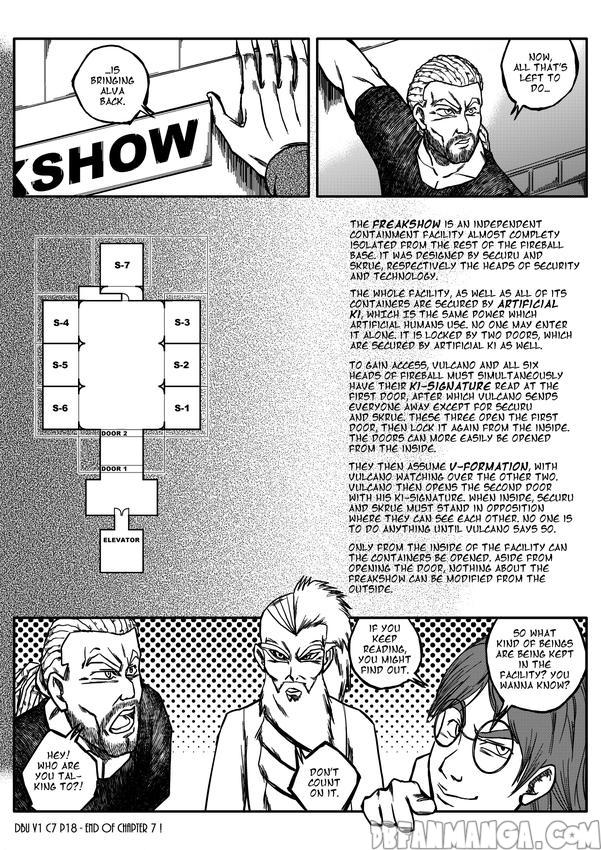 ...IS
BRINGING
ALVA
BACK.
KSHOW
NOW,
ALL THAT'S
LEFT TO
DO...
THE FREAKSHOW IS AN INDEPENDENT
CONTAINMENT FACILITY ALMOST COMPLETY
ISOLATED FROM THE REST OF THE FIREBALL
BASE. IT WAS DESIGNED BY SECURU AND
SKRUE, RESPECTIVELY THE HEADS OF SECURITY
AND TECHNOLOGY.
THE WHOLE FACILITY, AS WELL AS ALL OF ITS
CONTAINERS ARE SECURED BY ARTIFICIAL
KI, WHICH IS THE SAME POWER WHICH
ARTIFICIAL HUMANS USE. NO ONE MAY ENTER
IT ALONE. IT IS LOCKED BY TWO DOORS, WHICH
ARE SECURED BY ARTIFICIAL KI AS WELL.
TO GAIN ACCESS, VULCANO AND ALL SIX
HEADS OF FIREBALL MUST SIMULTANEOUSLY
HAVE THEIR KI-SIGNATURE READ AT THE
FIRST DOOR, AFTER WHICH VULCANO SENDS
EVERYONE AWAY EXCEPT FOR SECURU
AND SKRUE. THESE THREE OPEN THE FIRST
DOOR, THEN LOCK IT AGAIN FROM THE INSIDE.
THE DOORS CAN MORE EASILY BE OPENED
FROM THE INSIDE.
THEY THEN ASSUME V-FORMATION, WITH
VULCANO WATCHING OVER THE OTHER TWO.
VULCANO THEN OPENS THE SECOND DOOR
WITH HIS KI-SIGNATURE. WHEN INSIDE, SECURU
AND SKRUE MUST STAND IN OPPOSITION
WHERE THEY CAN SEE EACH OTHER. NO ONE IS
TO DO ANYTHING UNTIL VULCANO SAYS SO.
ONLY FROM THE INSIDE OF THE FACILITY CAN
THE CONTAINERS BE OPENED. ASIDE FROM
OPENING THE DOOR, NOTHING ABOUT THE
FREAKSHOW CAN BE MODIFIED FROM THE
OUTSIDE.
S-7
S-4
S-3
S-5
S-2
S-6
S-1
DOOR 2
DOOR 1
ELEVATOR
HEY!
WHO ARE
YOU TAL-
KING TO?!
IF YOU
KEEP
READING,
YOU MIGHT
FIND OUT.
DON'T
COUNT
ON IT.
SO WHAT
KIND OF BEINGS
ARE BEING KEPT
IN THE
FACILITY? YOU
WANNA KNOW?
DBU V1 C7 P18 - END OF CHAPTER 7 !
DBFANMANGA.COM